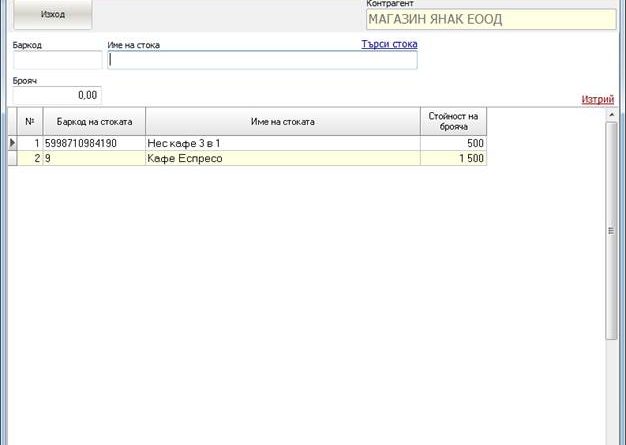 Изход
Контрагент
МАГАЗИН ЯНАК ЕООД
Баркод
Име на стока
Търси стока
Брояч
0,00
Изтрий
№ Баркод на стоката Име на стоката Стойност на брояча
1 5998710984190 Нес кафе 3 в 1 500
2 9 Кафе Еспресо 1 500